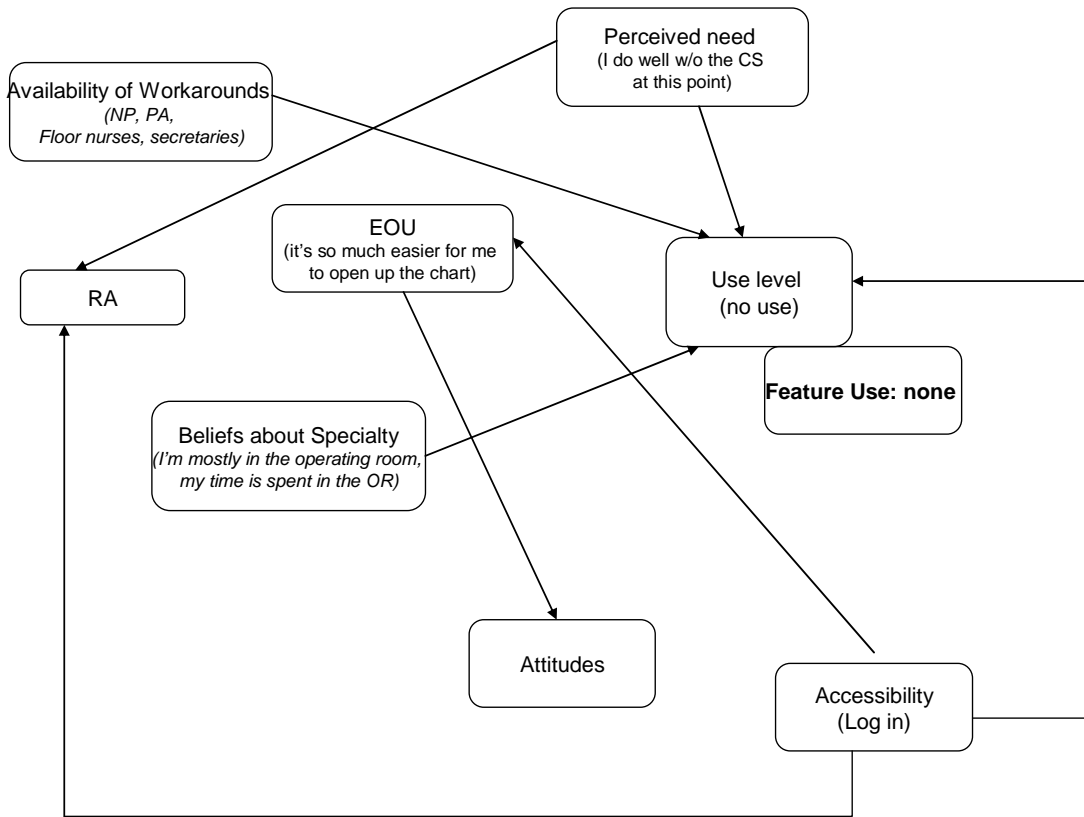 Perceived need
(I do well w/o the CS
at this point)
Availability of Workarounds
(NP, PA,
Floor nurses, secretaries)
EOU
(it's so much easier for me
to open up the chart)
Use level
(no use)
RA
Feature Use: none
Beliefs about Specialty
(I'm mostly in the operating room,
my time is spent in the OR)
Attitudes
Accessibility
(Log in)